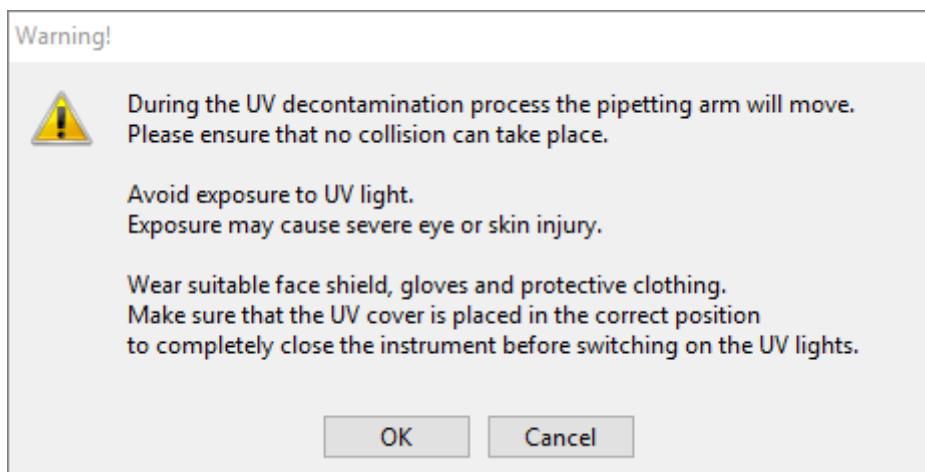 Warning!
During the UV decontamination process the pipetting arm will move.
Please ensure that no collision can take place.
Avoid exposure to UV light.
Exposure may cause severe eye or skin injury.
Wear suitable face shield, gloves and protective clothing.
Make sure that the UV cover is placed in the correct position
to completely close the instrument before switching on the UV lights.
OK Cancel